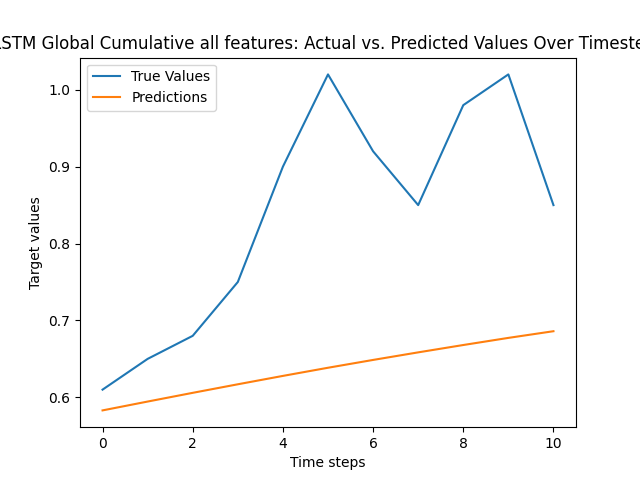 LSTM Global Cumulative all features: Actual vs. Predicted Values Over Timeste
True Values
Predictions
1.0
0.9
0.8
0.7
0.6
Target values
0 2 4 6 8 10
Time steps